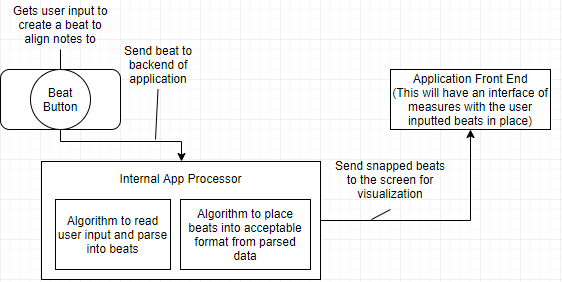 Gets user input to
create a beat to
align notes to
Send beat to
backend of
application
Beat
Button
Application Front End
(This will have an interface of
measures with the user
inputted beats in place)
Internal App Processor
Send snapped beats
to the screen for
visualization
Algorithm to read
user input and parse
into beats
Algorithm to place
beats into acceptable
format from parsed
data